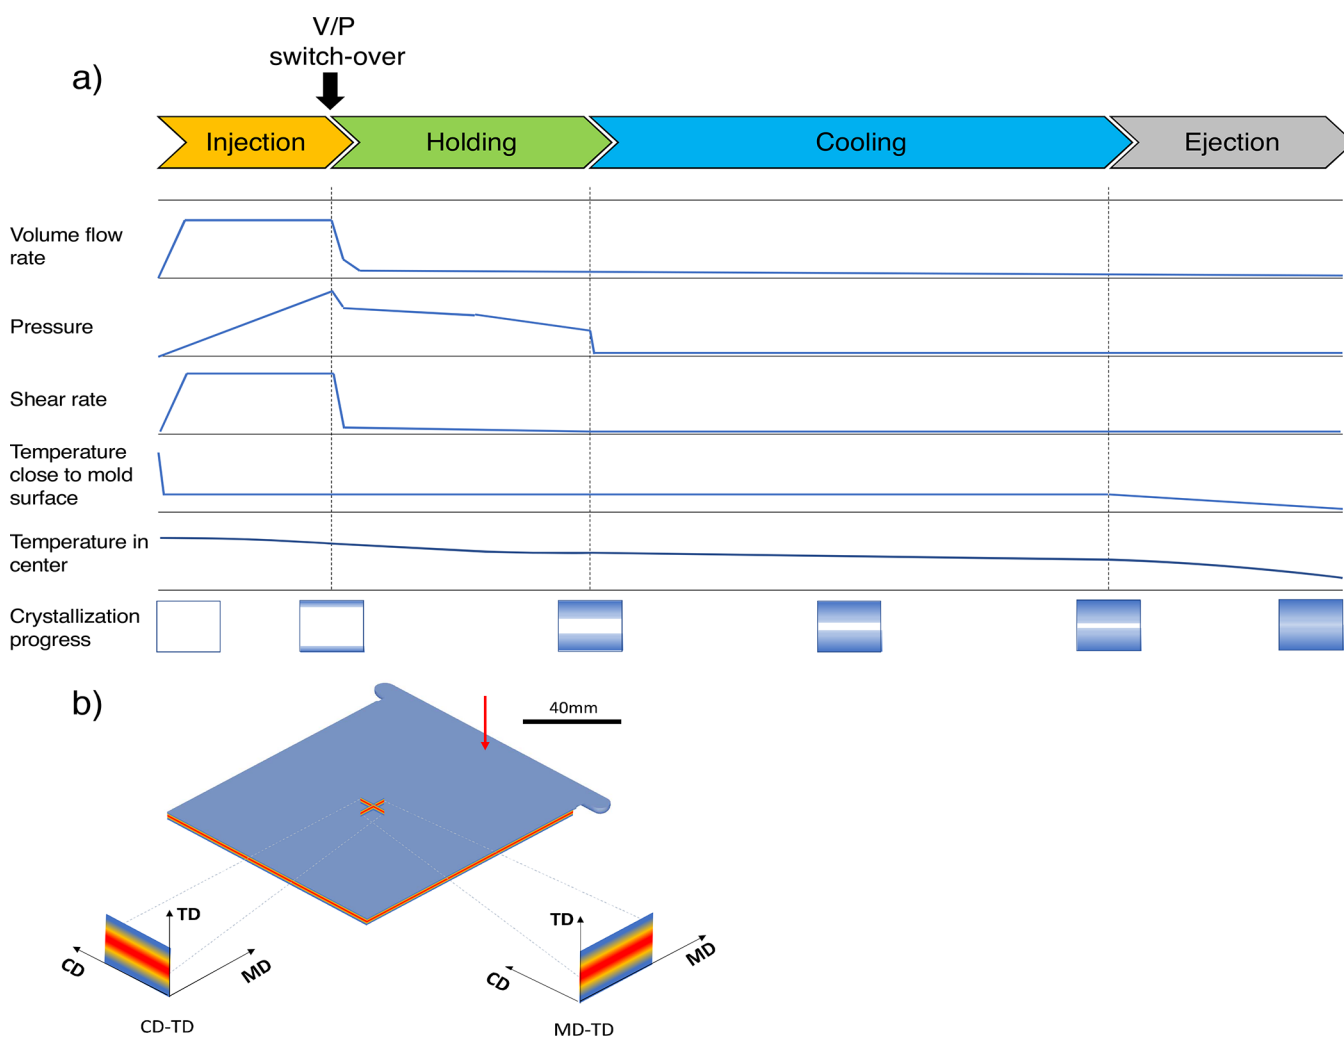 V/P
switch-over
a)
Injection
Holding
Cooling
Ejection
Volume flow
rate
Pressure
Shear rate
Temperature
close to mold
surface
Temperature in
center
Crystallization
progress
b)
40mm
TD
CD
MD
CD-TD
TD
CD
MD
MD-TD